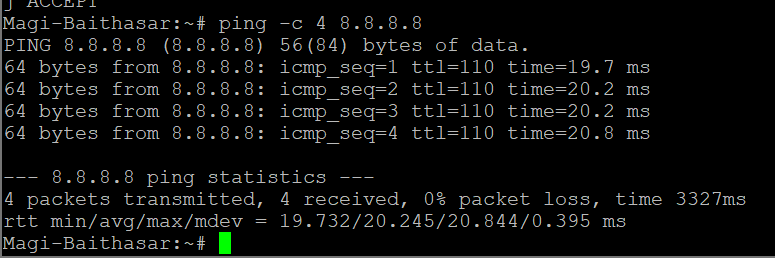 j ACCEPT
Magi-Baithasar:~# ping -c 4 8.8.8.8
PING 8.8.8.8 (8.8.8.8) 56(84) bytes of data.
64 bytes from 8.8.8.8: icmp_seq=1 ttl=110 time=19.7 ms
64 bytes from 8.8.8.8: icmp_seq=2 ttl=110 time=20.2 ms
64 bytes from 8.8.8.8: icmp_seq=3 ttl=110 time=20.2 ms
64 bytes from 8.8.8.8: icmp_seq=4 ttl=110 time=20.8 ms

--- 8.8.8.8 ping statistics ---
4 packets transmitted, 4 received, 0% packet loss, time 3327ms
rtt min/avg/max/mdev = 19.732/20.245/20.844/0.395 ms
Magi-Baithasar:~#